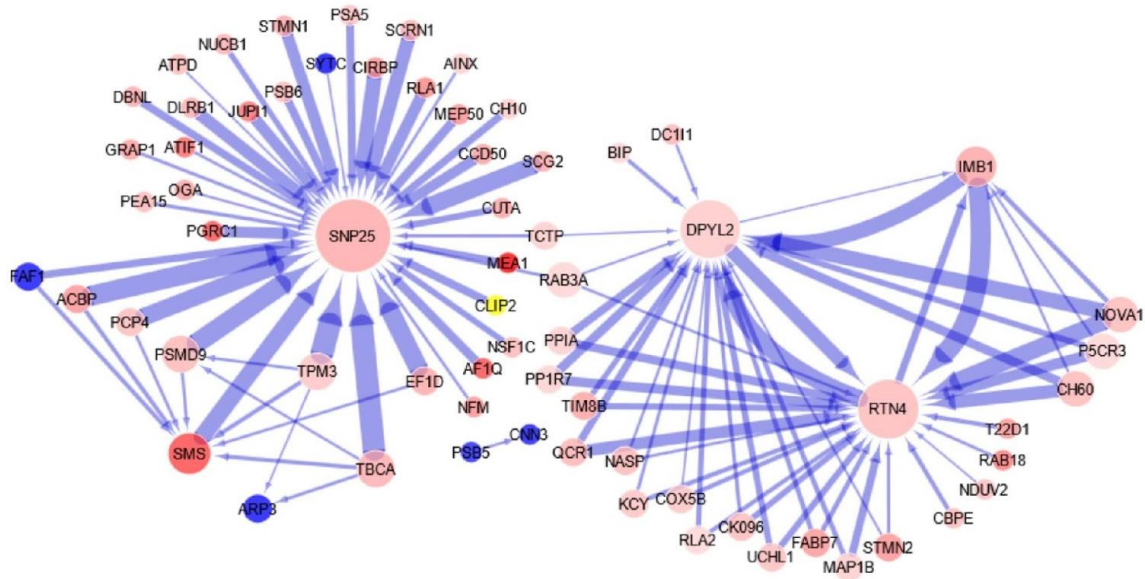 PSA5
STMN1
SCRN1
NUCB1
SYTC
CIRBP
AINX
ATPD
PSB6
RLA1
DBNL
DLRB1
JUPI1
MEP50
CH10
GRAP1
ATIF1
CCD50
SCG2
DC1I1
BIP
IMB1
PEA15
OGA
CUTA
PGRC1
SNP25
TCTP
DPYL2
FAF1
MEA1
RAB3A
ACBP
CLIP2
NOVA1
PCP4
PSMD9
TPM3
NSF1C
PPIA
P5CR3
EF1D
AF1Q
PP1R7
CH60
NFM
TIM8B
RTN4
SMS
TBCA
PSB5
CNN3
QCR1
NASP
T22D1
RAB18
ARP3
KCY
COX5B
NDUV2
RLA2
CK096
CBPE
UCHL1
FABP7
STMN2
MAP1B